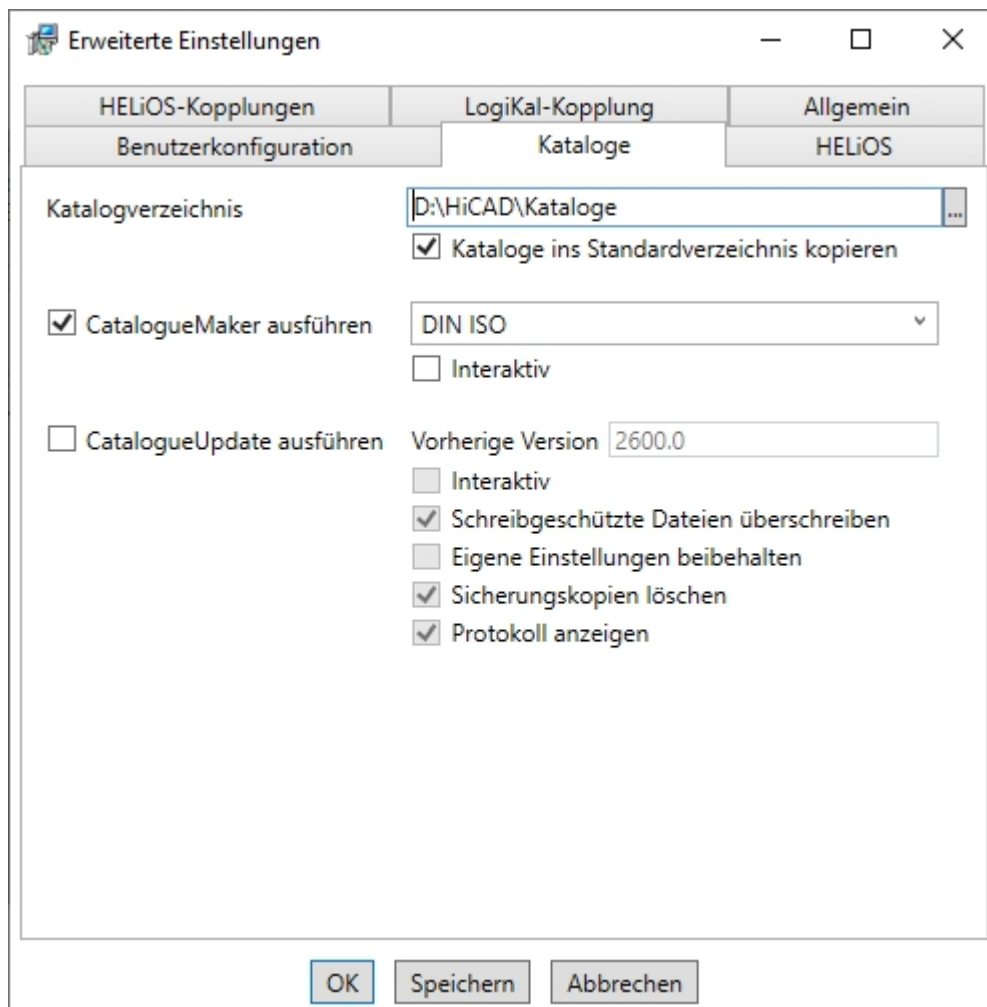 Erweiterte Einstellungen
HELiOS-Kopplungen LogiKal-Kopplung Allgemein
Benutzerkonfiguration Kataloge HELiOS
Katalogverzeichnis D:\HiCAD\Kataloge ...
Kataloge ins Standardverzeichnis kopieren
CatalogueMaker ausführen DIN ISO
Interaktiv
CatalogueUpdate ausführen Vorherige Version 2600.0
Interaktiv
Schreibgeschützte Dateien überschreiben
Eigene Einstellungen beibehalten
Sicherungskopien löschen
Protokoll anzeigen
OK Speichern Abbrechen